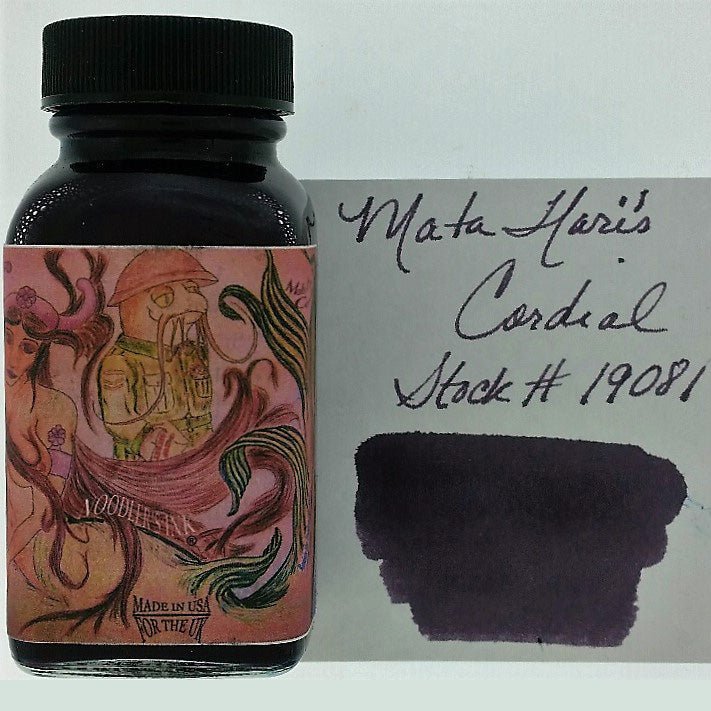 Mata Hari's
Cordial
Stock # 19081
NOODLER'S INK
MADE IN USA
FOR THE UK